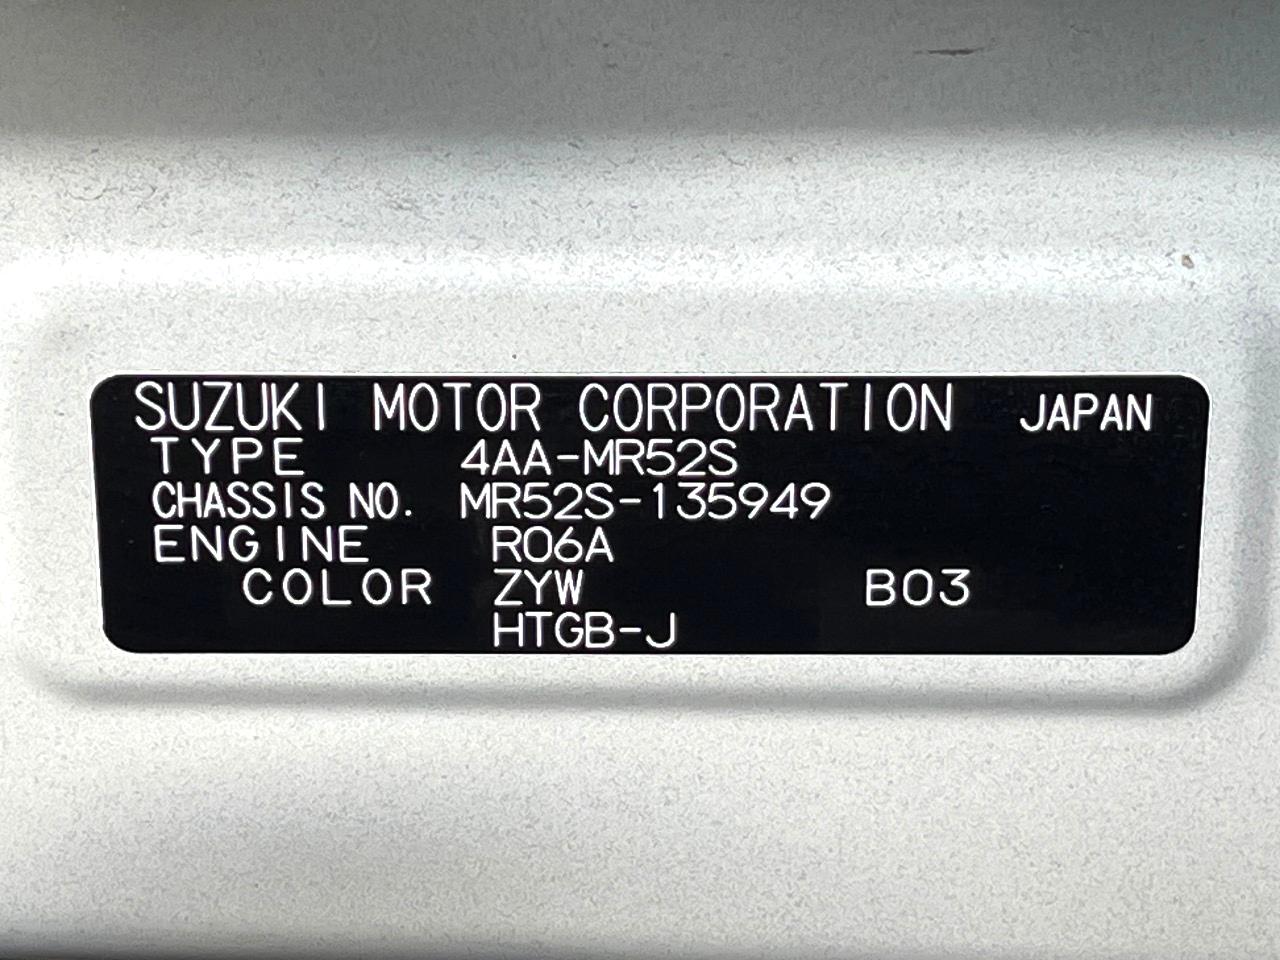 SUZUKI MOTOR CORPORATION JAPAN
TYPE 4AA-MR52S
CHASSIS NO. MR52S-135949
ENGINE R06A
COLOR ZYW B03
HTGB-J